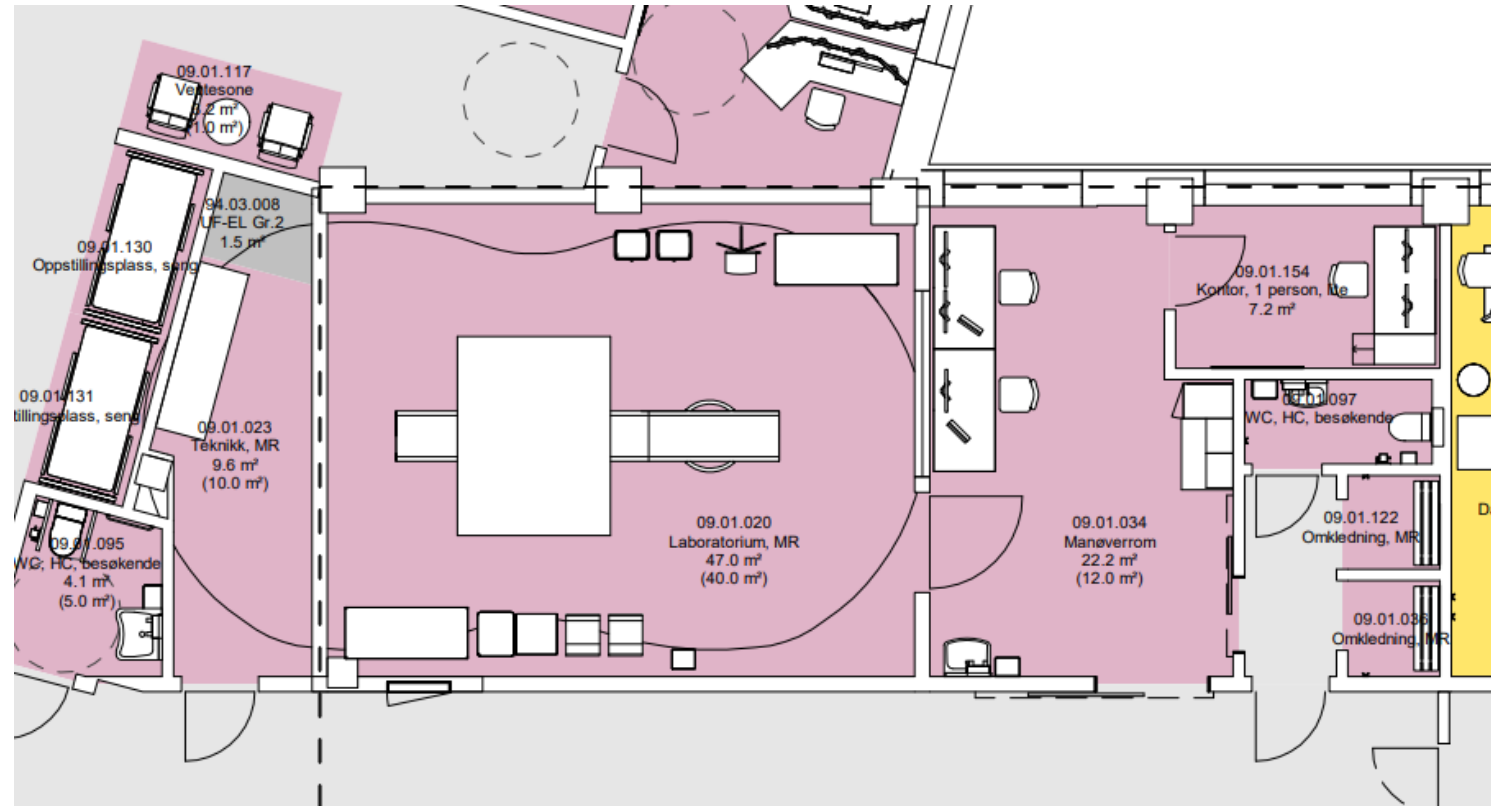 09.01.117
Ventesone
3.2 m²
(1.0 m²)
94.03.008
UF-EL Gr.2
1.5 m²
09.01.130
Oppstillingsplass, seng
09.01.131
tillingsplass, seng
09.01.023
Teknikk, MR
9.6 m²
(10.0 m²)
09.01.095
WC, HC, besøkende
4.1 m²
(5.0 m²)
09.01.020
Laboratorium, MR
47.0 m²
(40.0 m²)
09.01.034
Manøverrom
22.2 m²
(12.0 m²)
09.01.154
Kontor, 1 person, lite
7.2 m²
09.01.097
WC, HC, besøkende
09.01.122
Omkledning, MR
09.01.036
Omkledning, MR